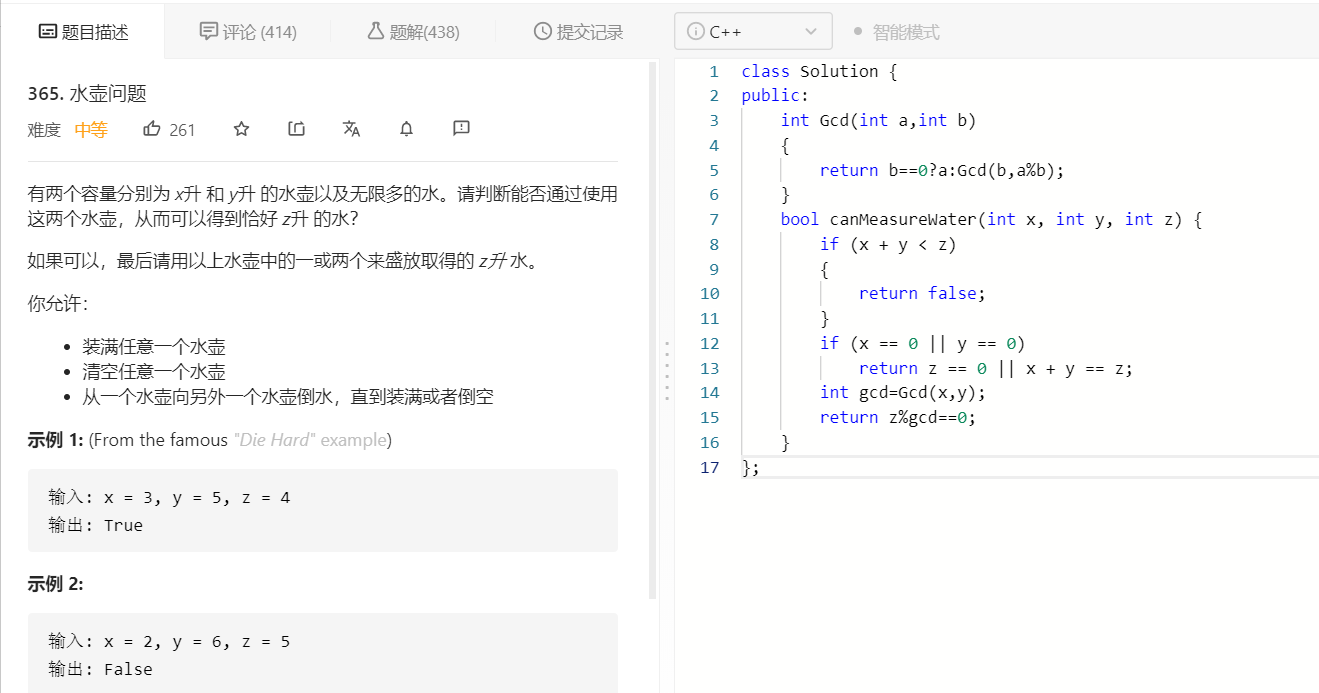 题目描述 评论 (414) 题解(438) 提交记录
365. 水壶问题
难度 中等 261
有两个容量分别为 x升 和 y升 的水壶以及无限多的水。请判断能否通过使用
这两个水壶，从而可以得到恰好 z升 的水？
如果可以，最后请用以上水壶中的一或两个来盛放取得的 z升 水。
你允许：
装满任意一个水壶
清空任意一个水壶
从一个水壶向另外一个水壶倒水，直到装满或者倒空
示例 1: (From the famous "Die Hard" example)
输入: x = 3, y = 5, z = 4
输出: True
示例 2:
输入: x = 2, y = 6, z = 5
输出: False
C++ 智能模式
1 class Solution {
2 public:
3     int Gcd(int a,int b)
4     {
5         return b==0?a:Gcd(b,a%b);
6     }
7     bool canMeasureWater(int x, int y, int z) {
8         if (x + y < z)
9         {
10             return false;
11         }
12         if (x == 0 || y == 0)
13             return z == 0 || x + y == z;
14         int gcd=Gcd(x,y);
15         return z%gcd==0;
16     }
17 };